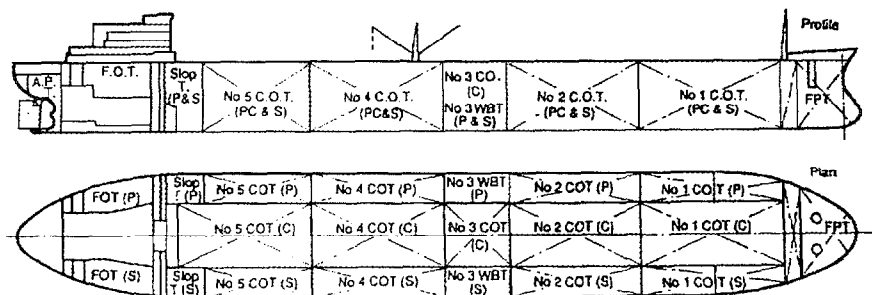 Profile
A.P.
T.
F.O.T.
Slop
T.
(P&S
No 5 C.O.T.
(PC & S)
No 4 C.O.T.
(PC&S)
No 3 CO.
(C)
No 3 WBT
(P & S)
No 2 C.O.T.
(PC & S)
No 1 C.O.T.
(PC & S)
FPT
Plan
FOT (P)
Slop
(P)
No 5 COT (P)
No 4 COT (P)
No 3 WBT
(P)
No 2 COT (P)
No 1 COT (P)
No 5 COT (C)
No 4 COT (C)
No 3 COT
(C)
No 2 COT (C)
No 1 COT (C)
FPT
FOT (S)
Slop
T (S)
No 5 COT (S)
No 4 COT (S)
No 3 WBT
(S)
No 2 COT (S)
No 1 COT (S)